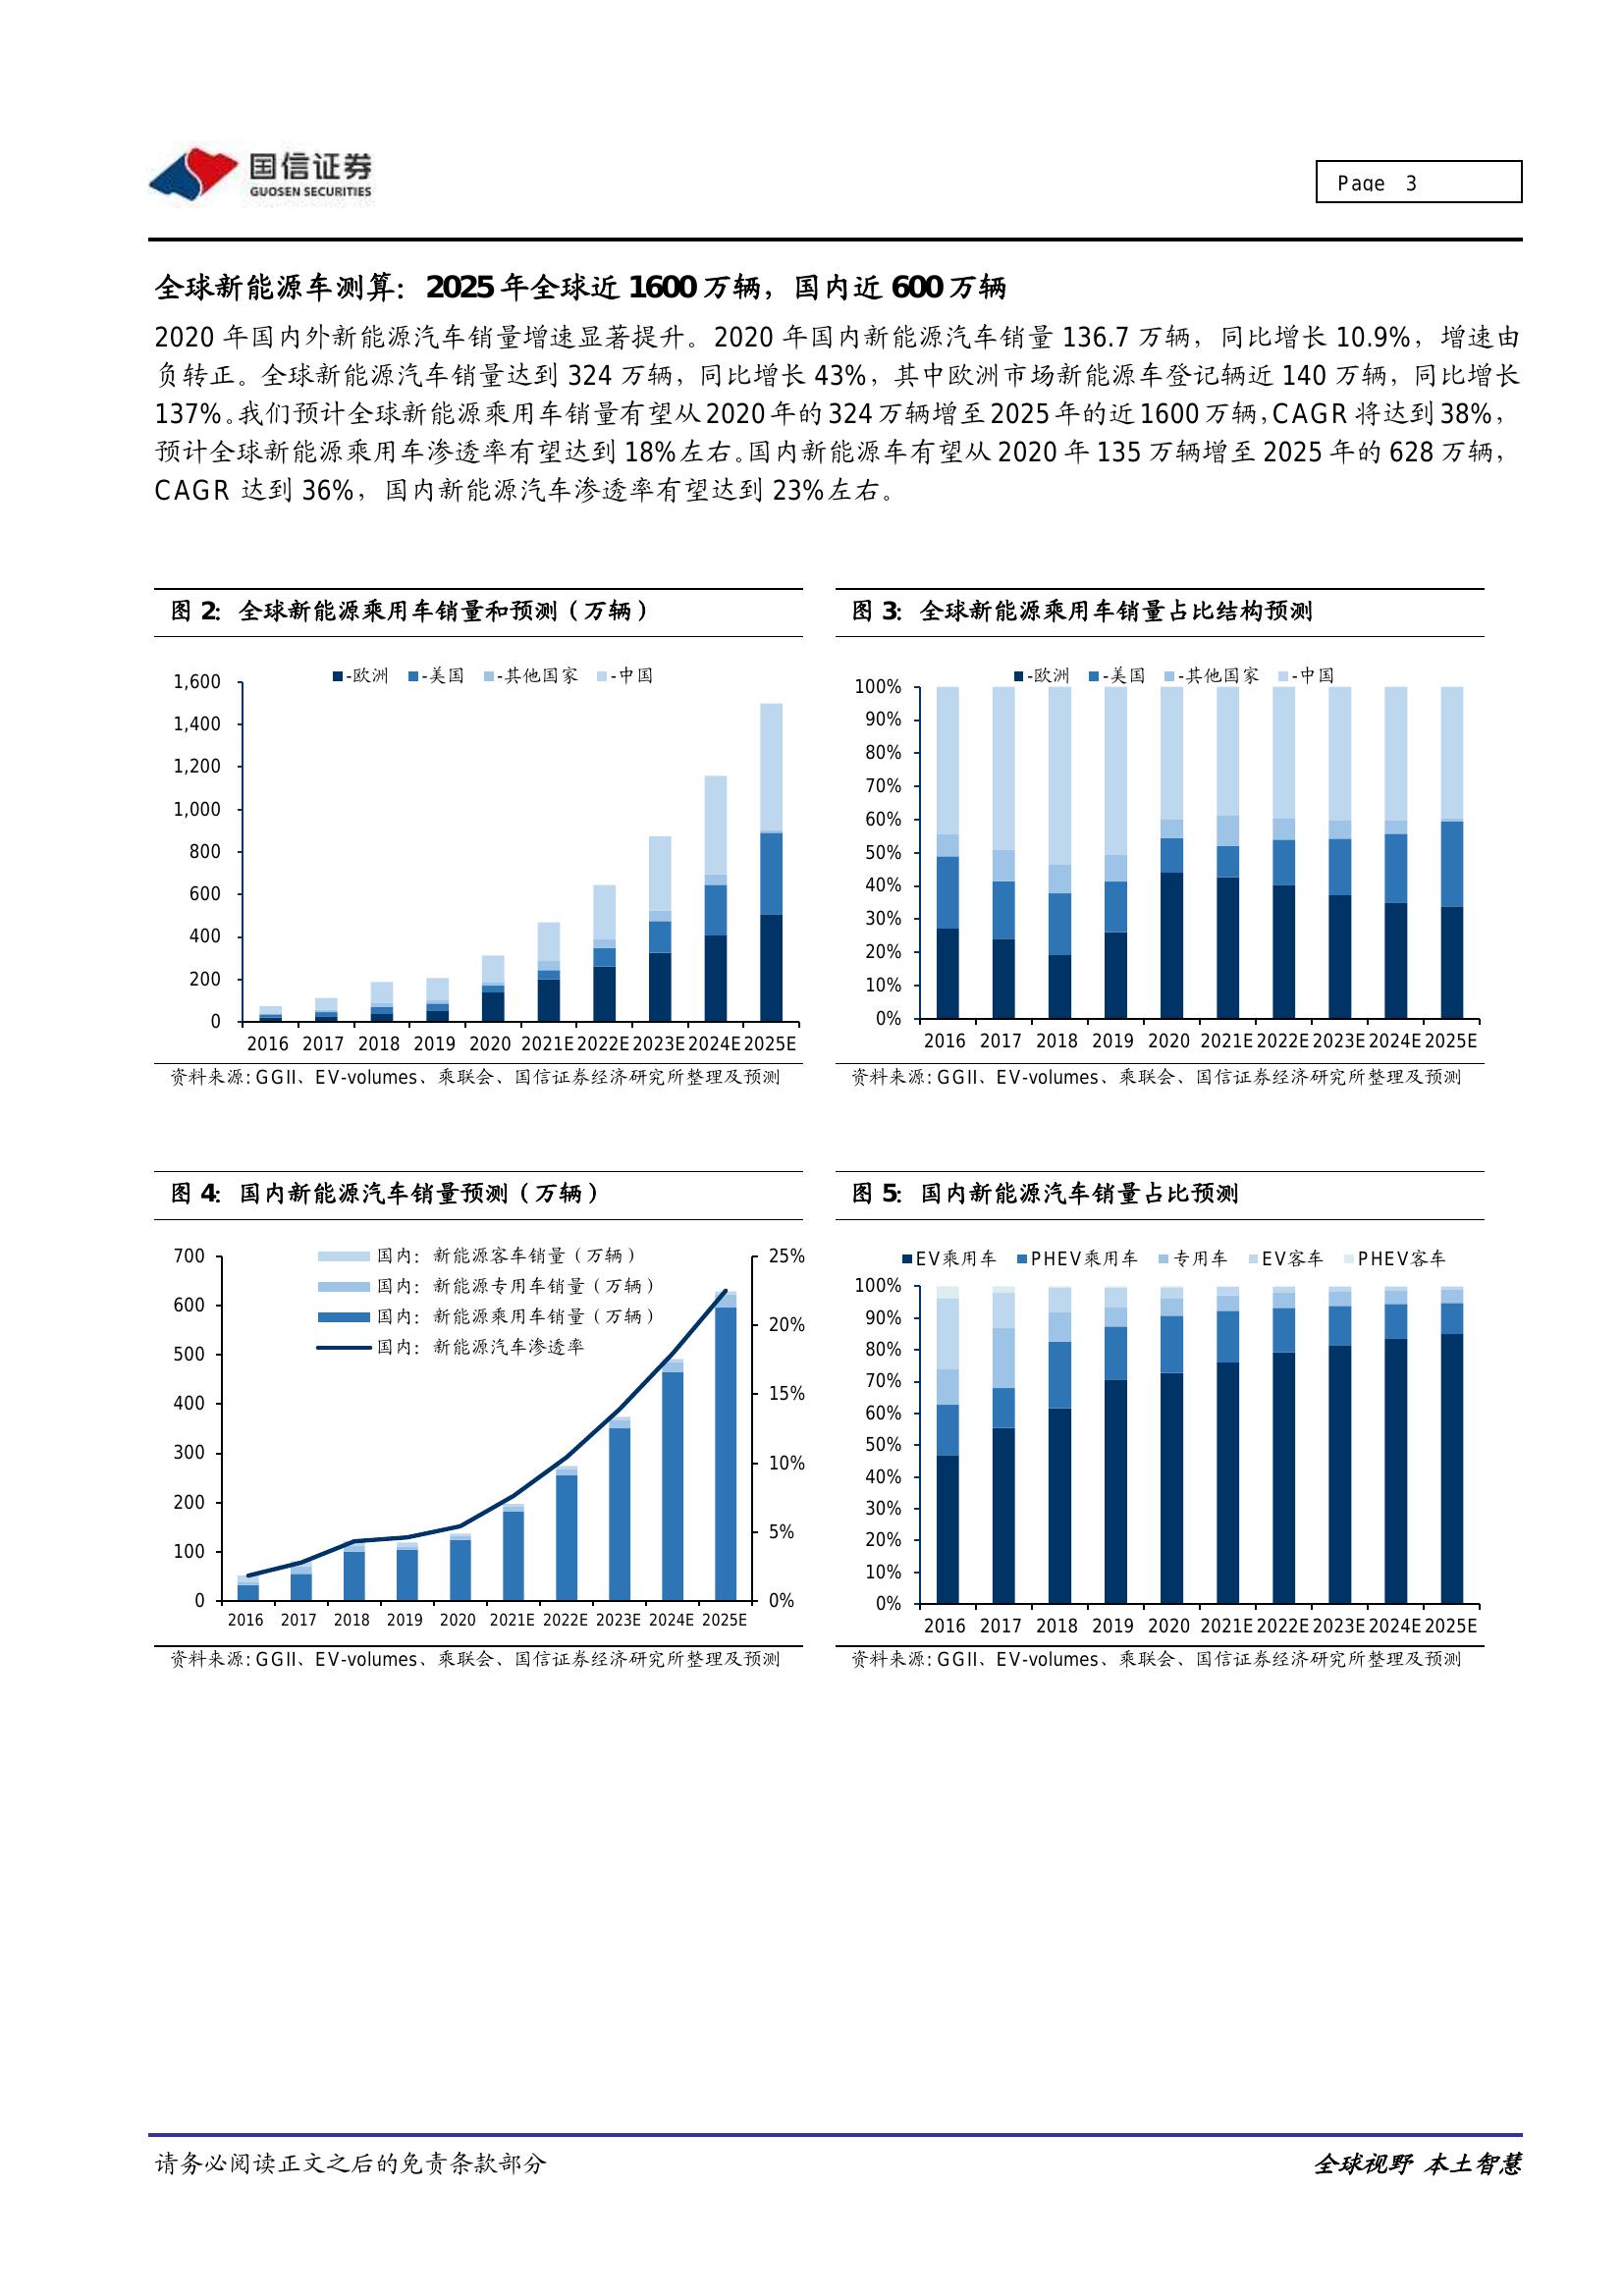 国信证券
GUOSEN SECURITIES
Page 3
全球新能源车测算：2025 年全球近 1600 万辆，国内近 600 万辆
2020 年国内外新能源汽车销量增速显著提升。2020 年国内新能源汽车销量 136.7 万辆，同比增长 10.9%，增速由
负转正。全球新能源汽车销量达到 324 万辆，同比增长 43%，其中欧洲市场新能源车登记辆近 140 万辆，同比增长
137%。我们预计全球新能源乘用车销量有望从 2020 年的 324 万辆增至 2025 年的近 1600 万辆，CAGR 将达到 38%，
预计全球新能源乘用车渗透率有望达到 18%左右。国内新能源车有望从 2020 年 135 万辆增至 2025 年的 628 万辆，
CAGR 达到 36%，国内新能源汽车渗透率有望达到 23%左右。
图 2：全球新能源乘用车销量和预测（万辆）
-欧洲 -美国 -其他国家 -中国
1,600
1,400
1,200
1,000
800
600
400
200
0
2016 2017 2018 2019 2020 2021E 2022E 2023E 2024E 2025E
资料来源：GGII、EV-volumes、乘联会、国信证券经济研究所整理及预测
图 3：全球新能源乘用车销量占比结构预测
-欧洲 -美国 -其他国家 -中国
100%
90%
80%
70%
60%
50%
40%
30%
20%
10%
0%
2016 2017 2018 2019 2020 2021E 2022E 2023E 2024E 2025E
资料来源：GGII、EV-volumes、乘联会、国信证券经济研究所整理及预测
图 4：国内新能源汽车销量预测（万辆）
国内：新能源客车销量（万辆）
国内：新能源专用车销量（万辆）
国内：新能源乘用车销量（万辆）
国内：新能源汽车渗透率
700
600
500
400
300
200
100
0
25%
20%
15%
10%
5%
0%
2016 2017 2018 2019 2020 2021E 2022E 2023E 2024E 2025E
资料来源：GGII、EV-volumes、乘联会、国信证券经济研究所整理及预测
图 5：国内新能源汽车销量占比预测
EV乘用车 PHEV乘用车 专用车 EV客车 PHEV客车
100%
90%
80%
70%
60%
50%
40%
30%
20%
10%
0%
2016 2017 2018 2019 2020 2021E 2022E 2023E 2024E 2025E
资料来源：GGII、EV-volumes、乘联会、国信证券经济研究所整理及预测
请务必阅读正文之后的免责条款部分
全球视野 本土智慧